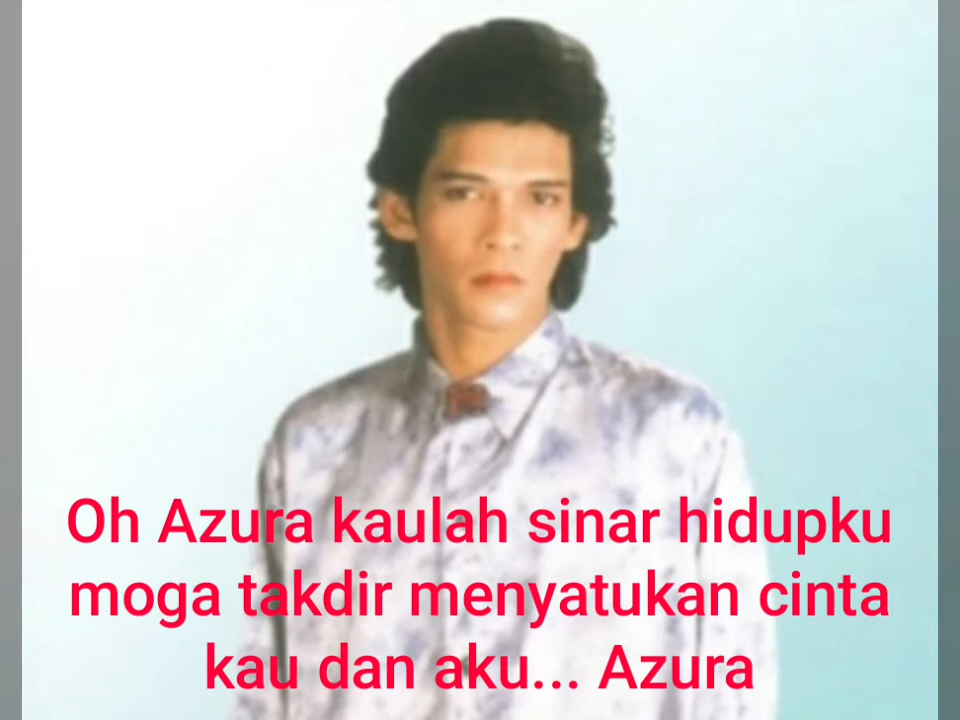 Oh Azura kaulah sinar hidupku
moga takdir menyatukan cinta
kau dan aku... Azura